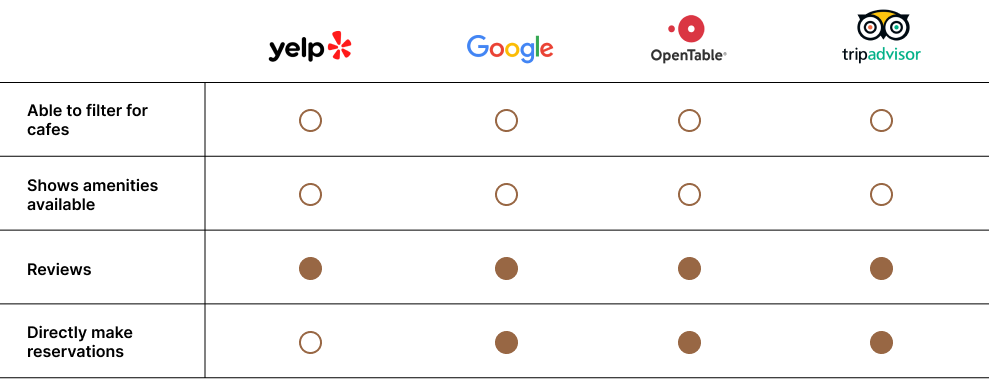 yelp
Google
OpenTable®
tripadvisor
Able to filter for
cafes
Shows amenities
available
Reviews
Directly make
reservations